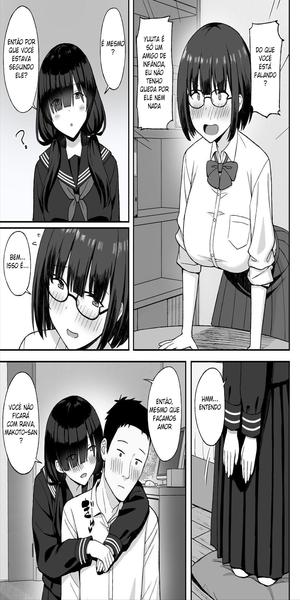 DO QUE
VOCÊ
ESTÁ
FALANDO?
YUUTA É
SÓ UM
AMIGO DE
INFÂNCIA,
EU NÃO
TENHO
QUEDA POR
ELE NEM
NADA
É MESMO
?
ENTÃO POR
QUE VOCÊ
ESTAVA
SEGUINDO
ELE?
?
BEM...
ISSO É...
HMM...
ENTENDO
ENTÃO,
MESMO QUE
FAÇAMOS
AMOR
VOCÊ NÃO
FICARÁ
COM RAIVA,
MAKOTO-SAN
?